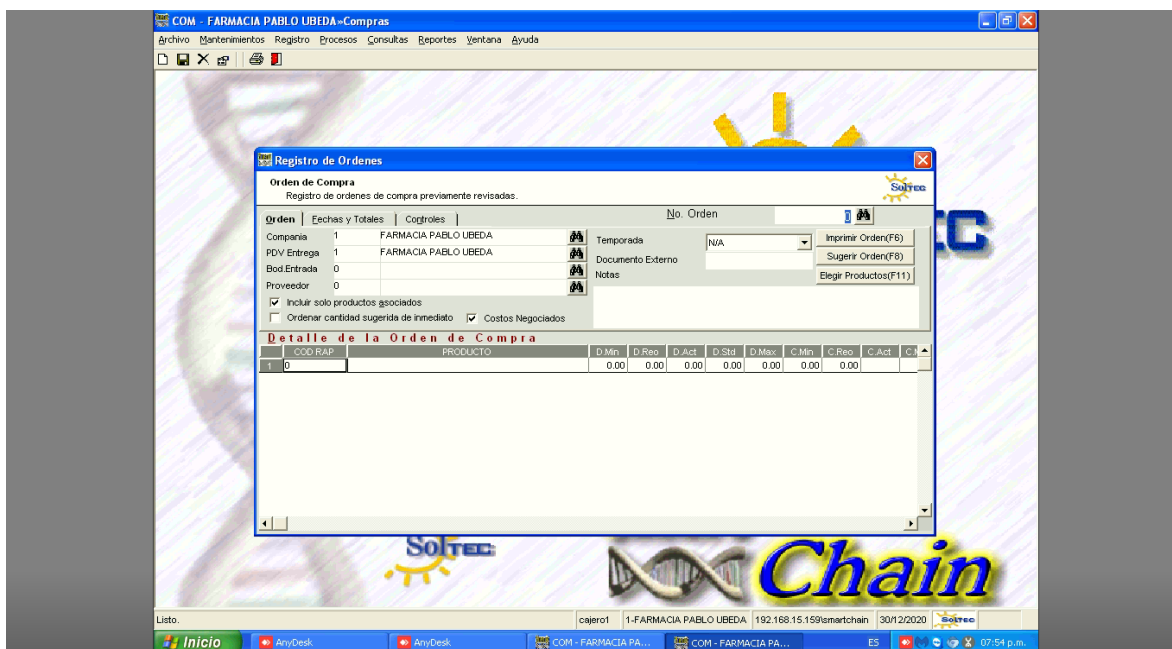 COM - FARMACIA PABLO UBEDA»Compras
Archivo Mantenimientos Registro Procesos Consultas Reportes Ventana Ayuda
Registro de Ordenes
Orden de Compra
Registro de ordenes de compra previamente revisadas.
Soltec
Orden Fechas y Totales Controles No. Orden 0
Compania 1 FARMACIA PABLO UBEDA Temporada N/A Imprimir Orden(F6)
PDV Entrega 1 FARMACIA PABLO UBEDA Documento Externo Sugerir Orden(F8)
Bod.Entrada 0 Notas Elegir Productos(F11)
Proveedor 0
Incluir solo productos asociados
Ordenar cantidad sugerida de inmediato Costos Negociados
Detalle de la Orden de Compra
COD RAP PRODUCTO D.Min D.Reo D.Act D.Std D.Max C.Min C.Reo C.Act
1 0 0.00 0.00 0.00 0.00 0.00 0.00 0.00
Soltec
Chain
Listo. cajero1 1-FARMACIA PABLO UBEDA 192.168.15.159\smartchain 30/12/2020 Soltec
Inicio AnyDesk AnyDesk COM - FARMACIA PA... COM - FARMACIA PA... ES 07:54 p.m.